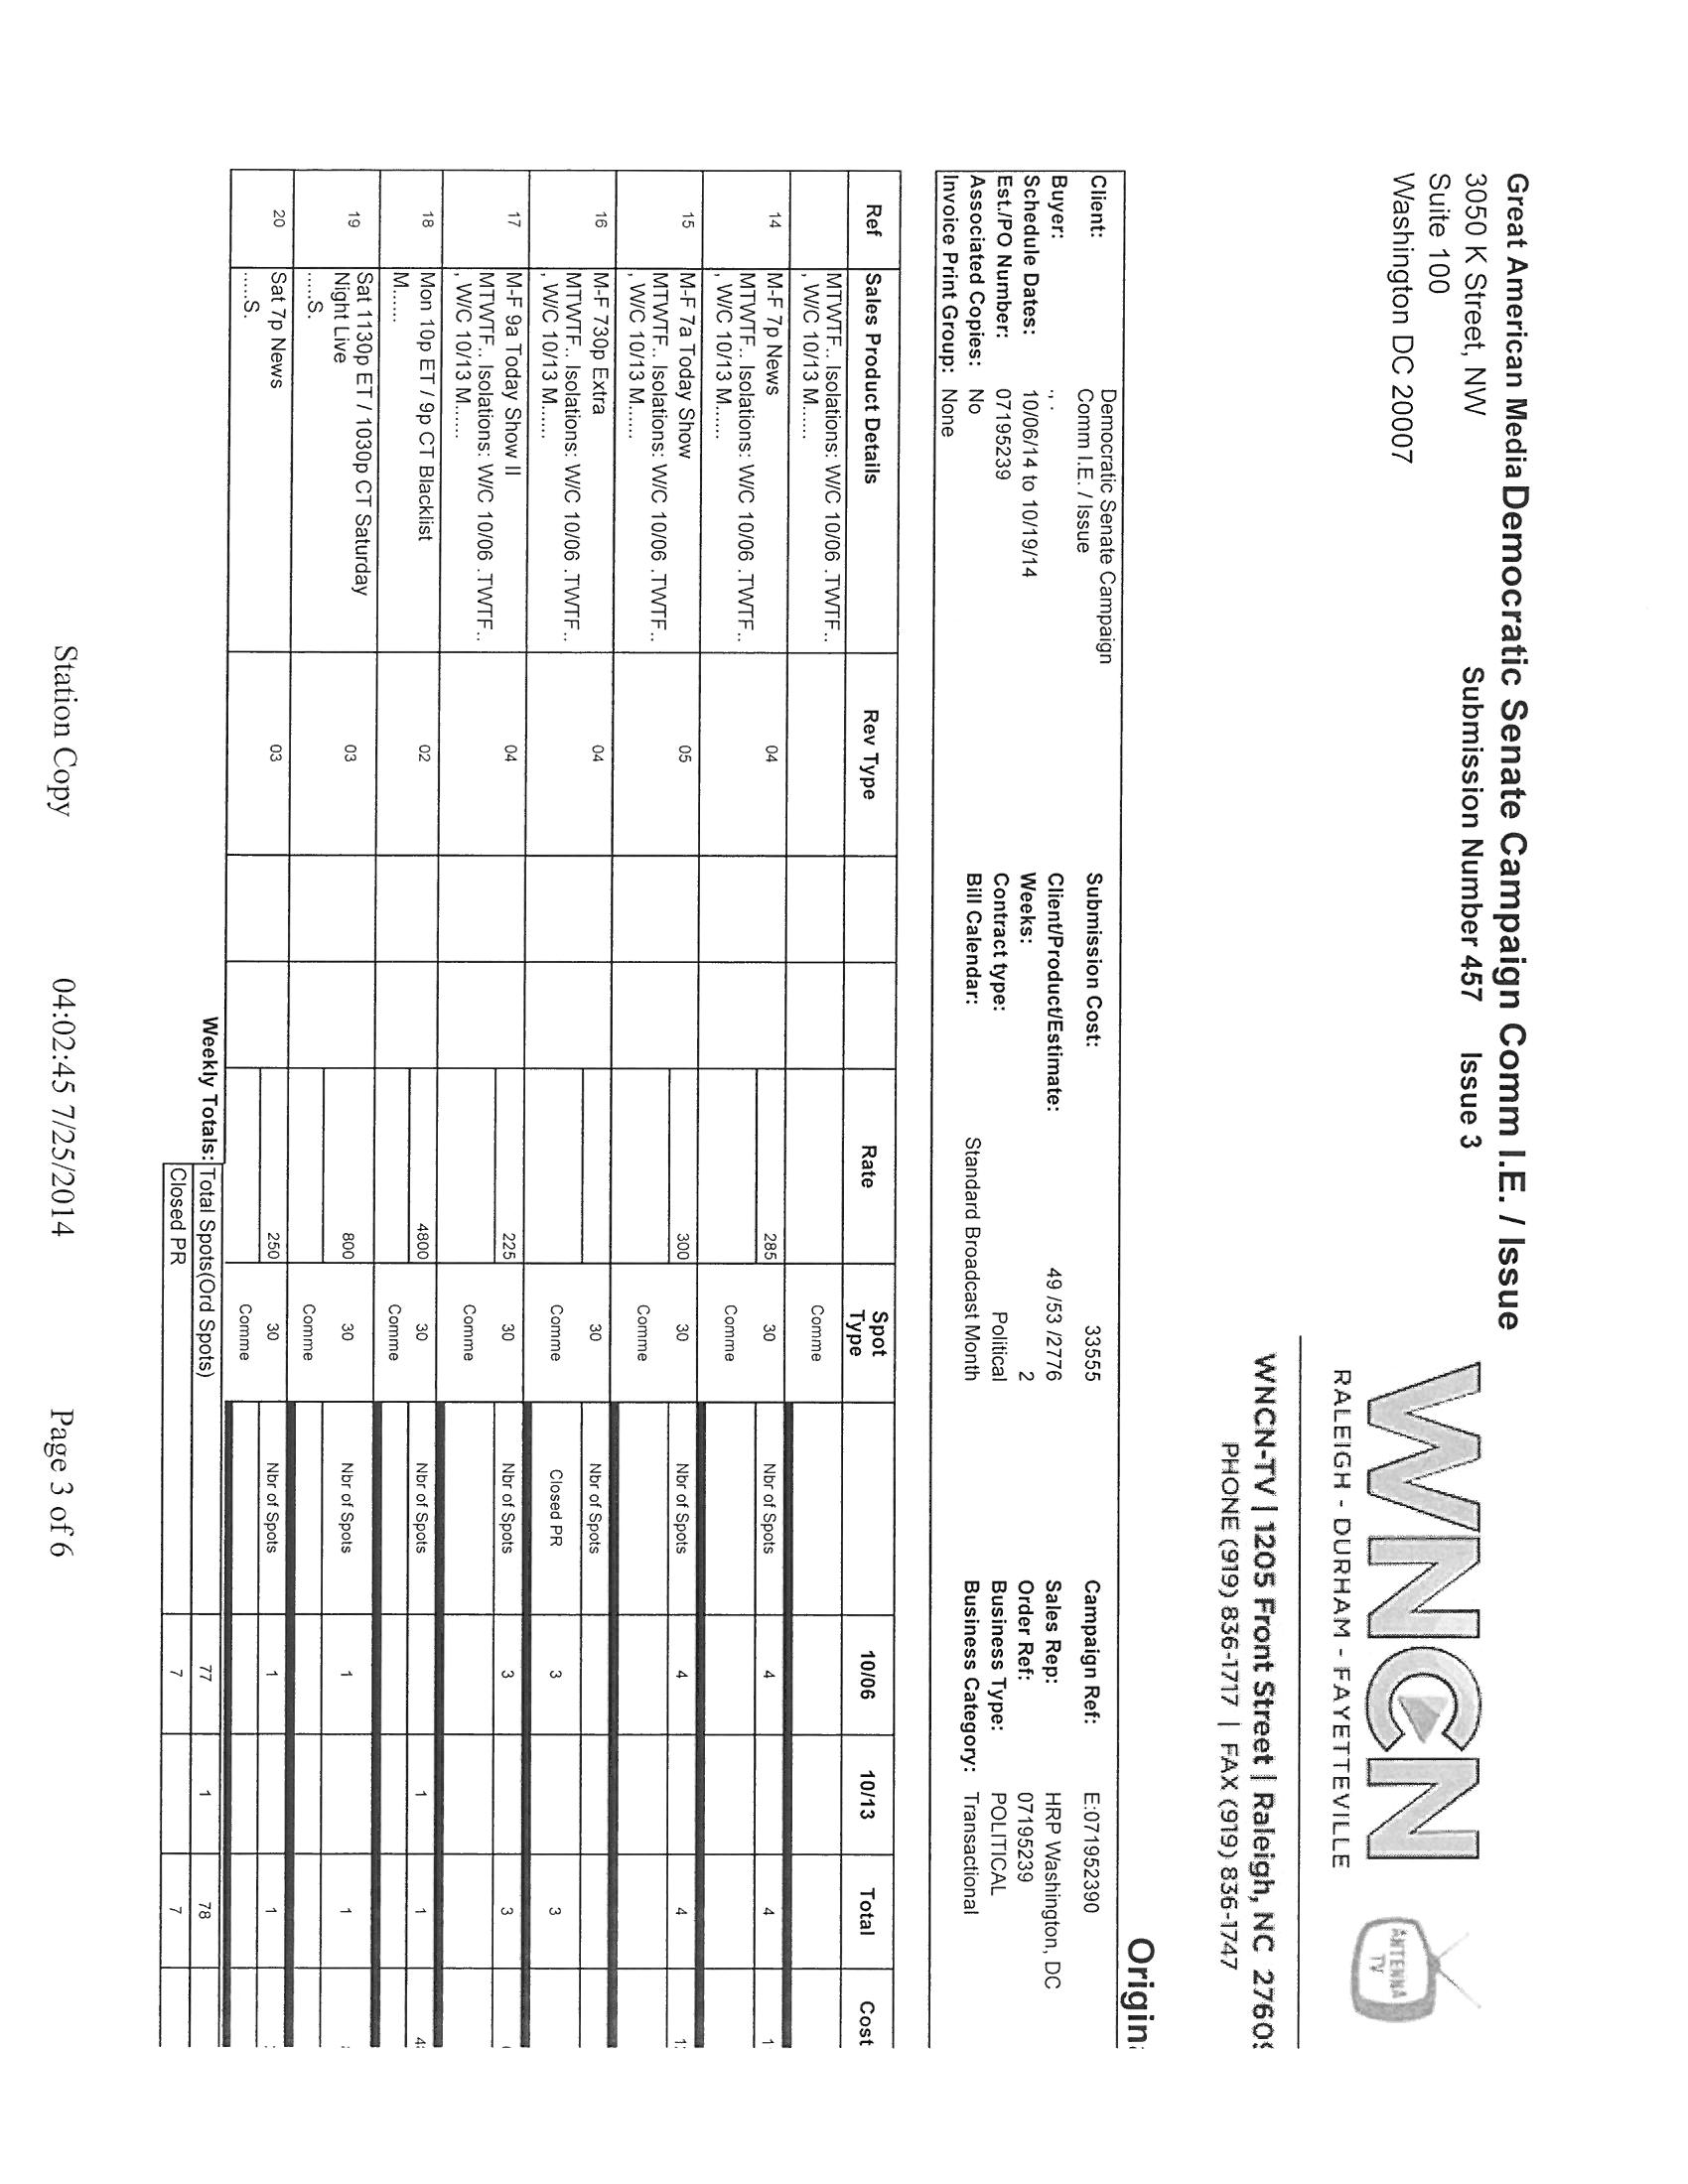 Great American Media Democratic Senate Campaign Comm I.E. / Issue
3050 K Street, NW
Submission Number 457 Issue 3
Suite 100
Washington DC 20007
WNCN
RALEIGH - DURHAM - FAYETTEVILLE
ANTENNA
TV
WNCN-TV | 1205 Front Street | Raleigh, NC 2760
PHONE (919) 836-1717 | FAX (919) 836-1747
Origin
Client: Democratic Senate Campaign Submission Cost: 33555 Campaign Ref: E:071952390
Comm I.E. / Issue
Buyer: ., . Client/Product/Estimate: 49 /53 /2776 Sales Rep: HRP Washington, DC
Schedule Dates: 10/06/14 to 10/19/14 Weeks: 2 Order Ref: 07195239
Est./PO Number: 07195239 Contract type: Political Business Type: POLITICAL
Associated Copies: No Bill Calendar: Standard Broadcast Month Business Category: Transactional
Invoice Print Group: None
Ref Sales Product Details Rev Type Rate Spot Type 10/06 10/13 Total Cost
MTWTF.. Isolations: W/C 10/06 .TWTF..
, W/C 10/13 M...... Comme
14 M-F 7p News 04 285 30 Nbr of Spots 4 4 1
MTWTF.. Isolations: W/C 10/06 .TWTF..
, W/C 10/13 M...... Comme
15 M-F 7a Today Show 05 300 30 Nbr of Spots 4 4 1
MTWTF.. Isolations: W/C 10/06 .TWTF..
, W/C 10/13 M...... Comme
16 M-F 730p Extra 04 30 Nbr of Spots
MTWTF.. Isolations: W/C 10/06 .TWTF..
, W/C 10/13 M...... Comme Closed PR 3 3
17 M-F 9a Today Show II 04 225 30 Nbr of Spots 3 3
MTWTF.. Isolations: W/C 10/06 .TWTF..
, W/C 10/13 M...... Comme
18 Mon 10p ET / 9p CT Blacklist 02 4800 30 Nbr of Spots 1 1 4
M...... Comme
19 Sat 1130p ET / 1030p CT Saturday 03 800 30 Nbr of Spots 1 1
Night Live
.....S. Comme
20 Sat 7p News 03 250 30 Nbr of Spots 1 1
.....S. Comme
Weekly Totals: Total Spots(Ord Spots) 77 1 78
Closed PR 7 7
Station Copy 04:02:45 7/25/2014 Page 3 of 6